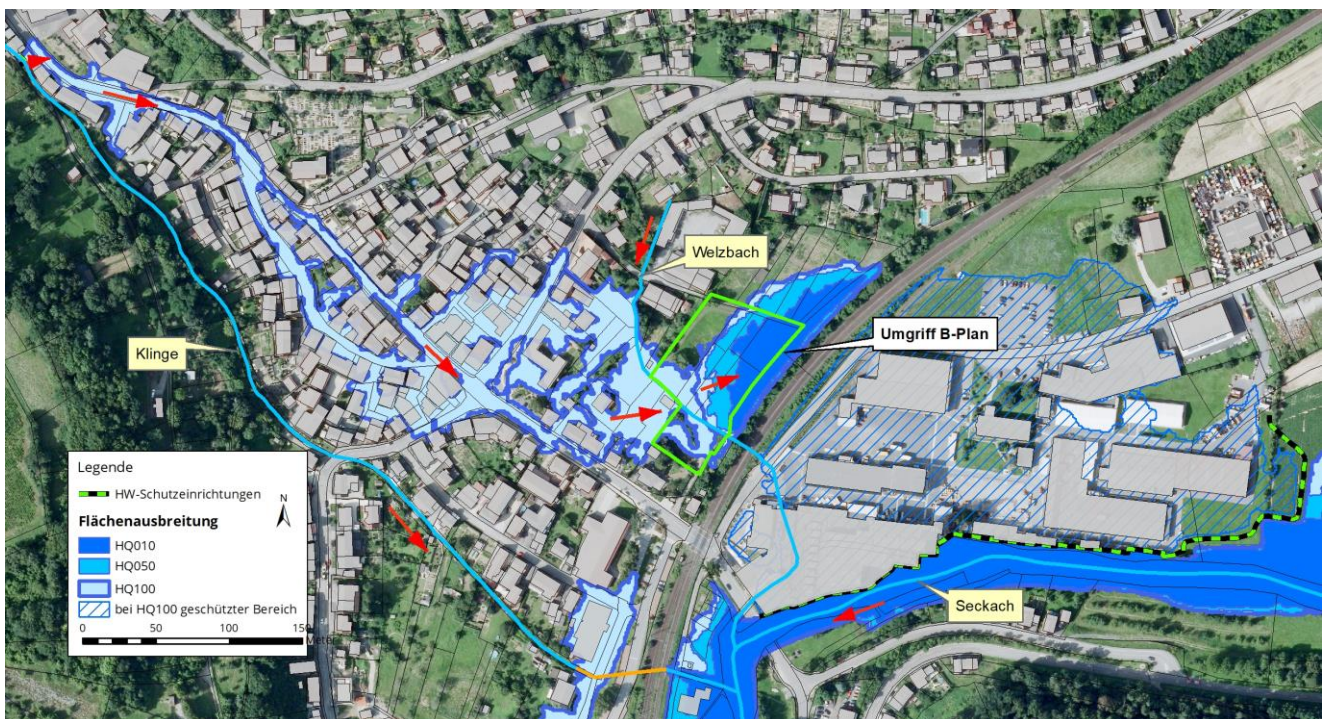 Welzbach
Umgriff B-Plan
Klinge
Seckach
Legende
HW-Schutzeinrichtungen
N
Flächenausbreitung
HQ010
HQ050
HQ100
bei HQ100 geschützter Bereich
0 50 100 150
Meter